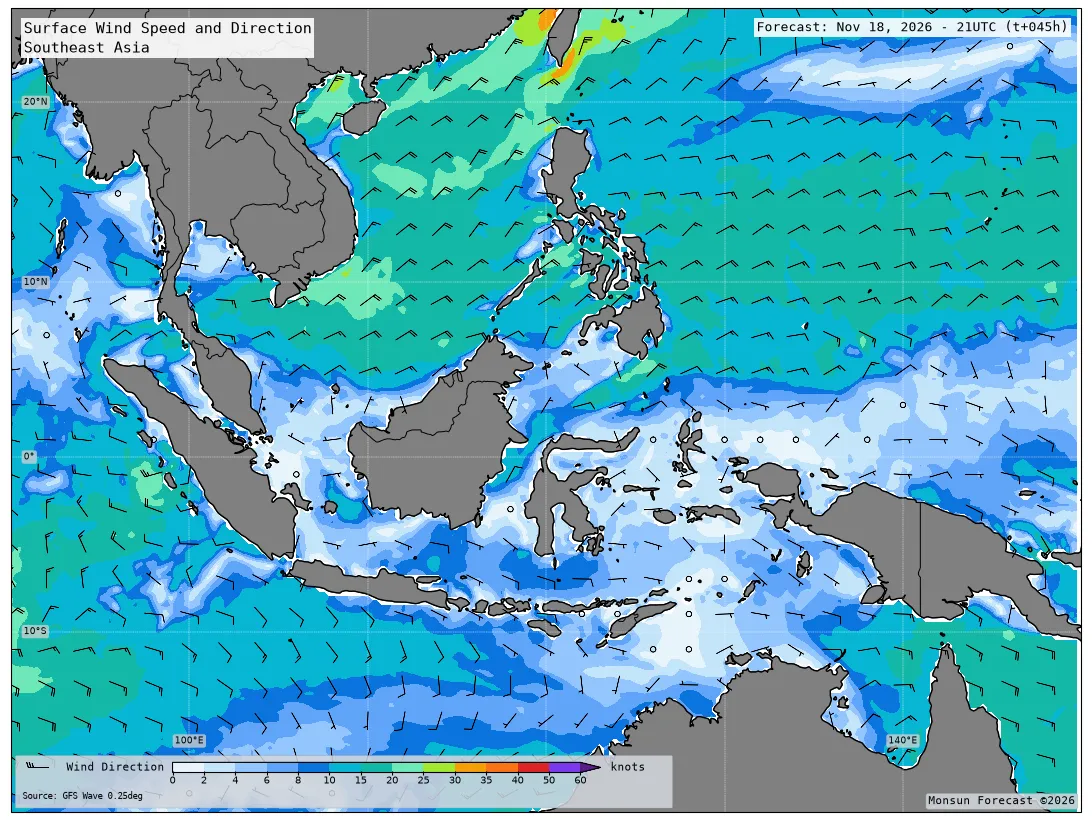 Surface Wind Speed and Direction
Southeast Asia
Forecast: Nov 18, 2026 - 21UTC (t+045h)
20°N
10°N
0°
10°S
100°E
140°E
Wind Direction
0 2 4 6 8 10 15 20 25 30 35 40 50 60
knots
Source: GFS Wave 0.25deg
Monsun Forecast ©2026